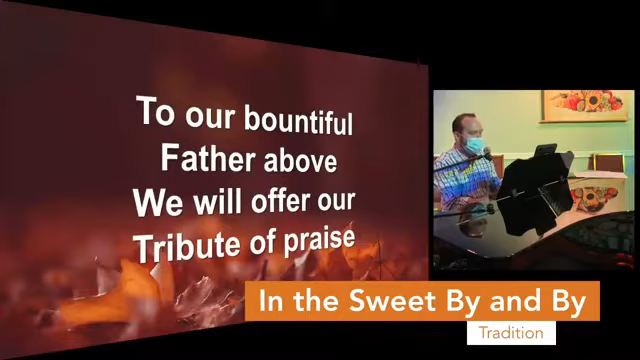 To our bountiful
Father above
We will offer our
Tribute of praise
In the Sweet By and By
Tradition